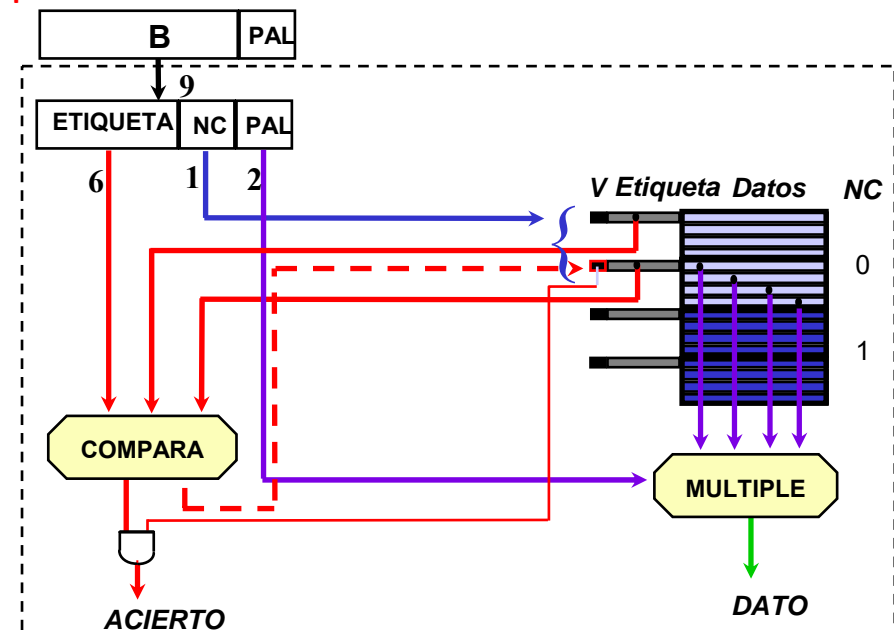 B PAL
9
ETIQUETA NC PAL
6 1 2
V Etiqueta Datos NC
0
1
COMPARA
MULTIPLE
ACIERTO
DATO